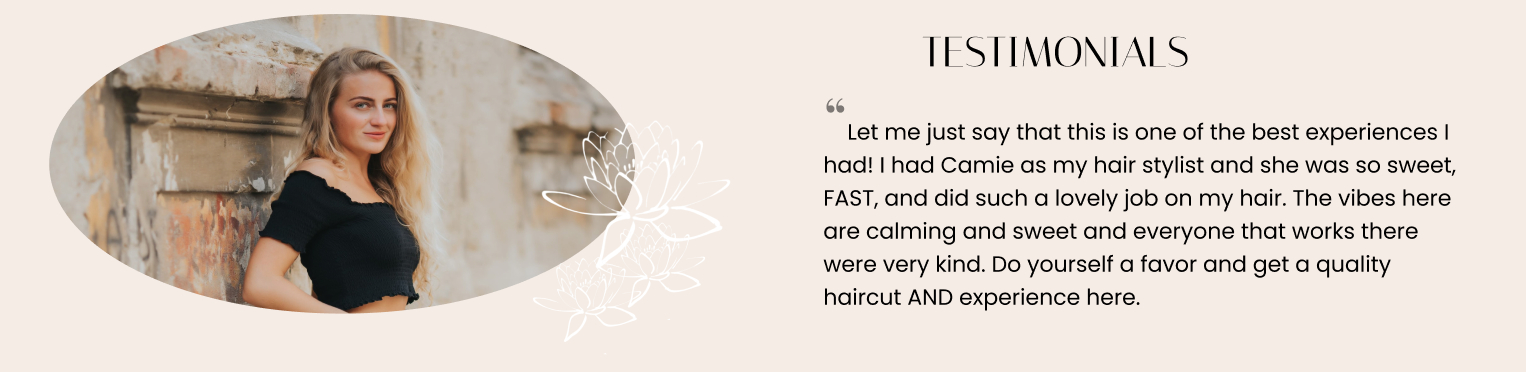 TESTIMONIALS
“
Let me just say that this is one of the best experiences I
had! I had Camie as my hair stylist and she was so sweet,
FAST, and did such a lovely job on my hair. The vibes here
are calming and sweet and everyone that works there
were very kind. Do yourself a favor and get a quality
haircut AND experience here.